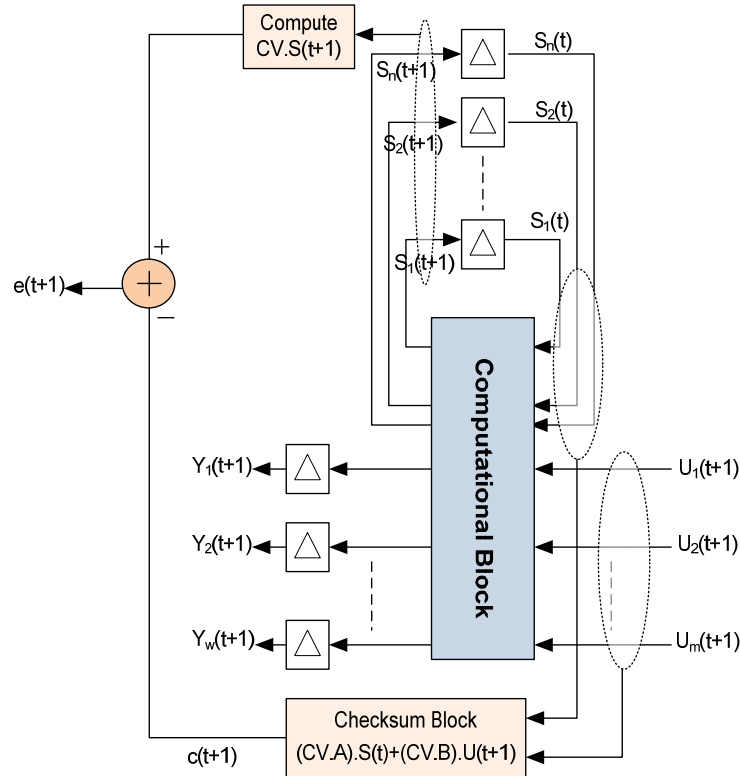 Compute
CV.S(t+1)
Sn(t+1)
△
Sn(t)
S2(t+1)
△
S2(t)
S1(t+1)
△
S1(t)
+
+
−
e(t+1)
Computational Block
Y1(t+1)
△
U1(t+1)
Y2(t+1)
△
U2(t+1)
Yw(t+1)
△
Um(t+1)
Checksum Block
(CV.A).S(t)+(CV.B).U(t+1)
c(t+1)